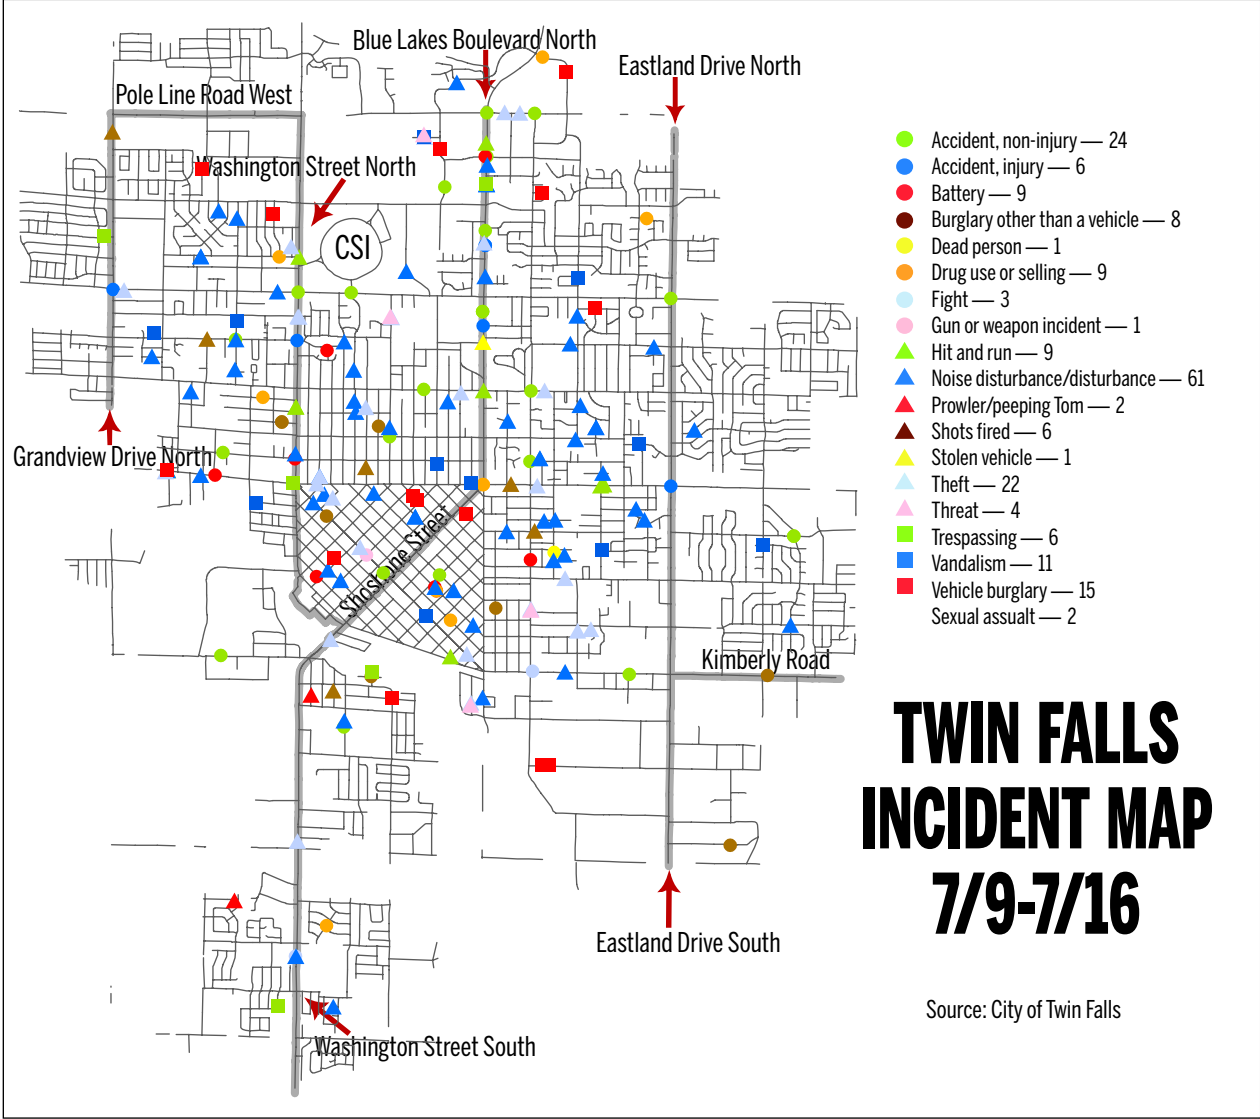 Blue Lakes Boulevard North
Eastland Drive North
Pole Line Road West
Washington Street North
CSI
Grandview Drive North
Shoshone Street
Kimberly Road
Eastland Drive South
Washington Street South
Accident, non-injury — 24
Accident, injury — 6
Battery — 9
Burglary other than a vehicle — 8
Dead person — 1
Drug use or selling — 9
Fight — 3
Gun or weapon incident — 1
Hit and run — 9
Noise disturbance/disturbance — 61
Prowler/peeping Tom — 2
Shots fired — 6
Stolen vehicle — 1
Theft — 22
Threat — 4
Trespassing — 6
Vandalism — 11
Vehicle burglary — 15
Sexual assualt — 2
TWIN FALLS
INCIDENT MAP
7/9-7/16
Source: City of Twin Falls